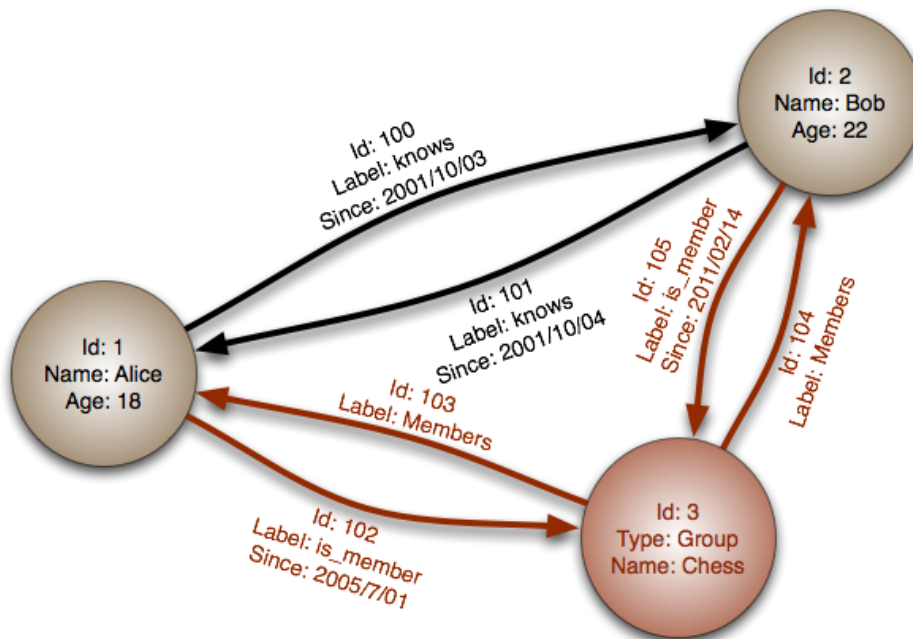 Id: 2
Name: Bob
Age: 22
Id: 100
Label: knows
Since: 2001/10/03
Id: 101
Label: knows
Since: 2001/10/04
Id: 105
Label: is_member
Since: 2011/02/14
Id: 104
Label: Members
Id: 1
Name: Alice
Age: 18
Id: 103
Label: Members
Id: 102
Label: is_member
Since: 2005/7/01
Id: 3
Type: Group
Name: Chess